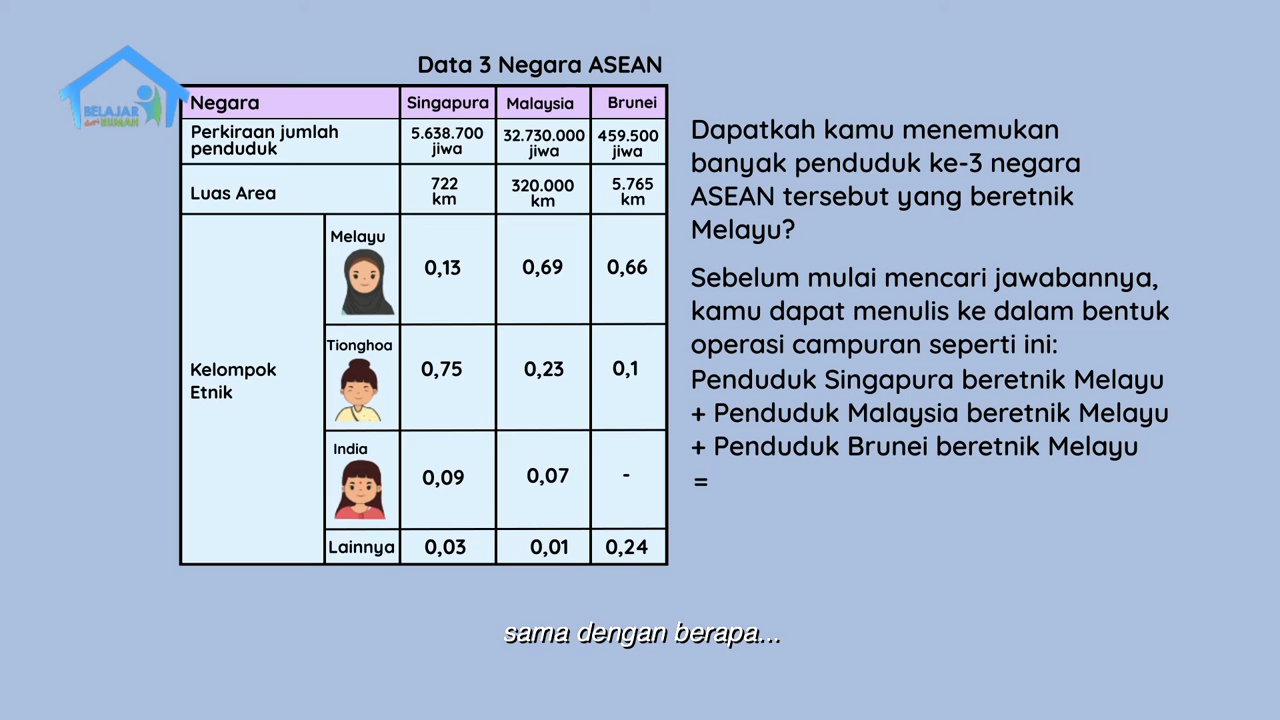 Data 3 Negara ASEAN
BELAJAR
dari RUMAH
Negara Singapura Malaysia Brunei
Perkiraan jumlah
penduduk
5.638.700
jiwa
32.730.000
jiwa
459.500
jiwa
Luas Area
722
km
320.000
km
5.765
km
Kelompok
Etnik
Melayu
0,13 0,69 0,66
Tionghoa
0,75 0,23 0,1
India
0,09 0,07 -
Lainnya 0,03 0,01 0,24
Dapatkah kamu menemukan
banyak penduduk ke-3 negara
ASEAN tersebut yang beretnik
Melayu?
Sebelum mulai mencari jawabannya,
kamu dapat menulis ke dalam bentuk
operasi campuran seperti ini:
Penduduk Singapura beretnik Melayu
+ Penduduk Malaysia beretnik Melayu
+ Penduduk Brunei beretnik Melayu
=
sama dengan berapa...